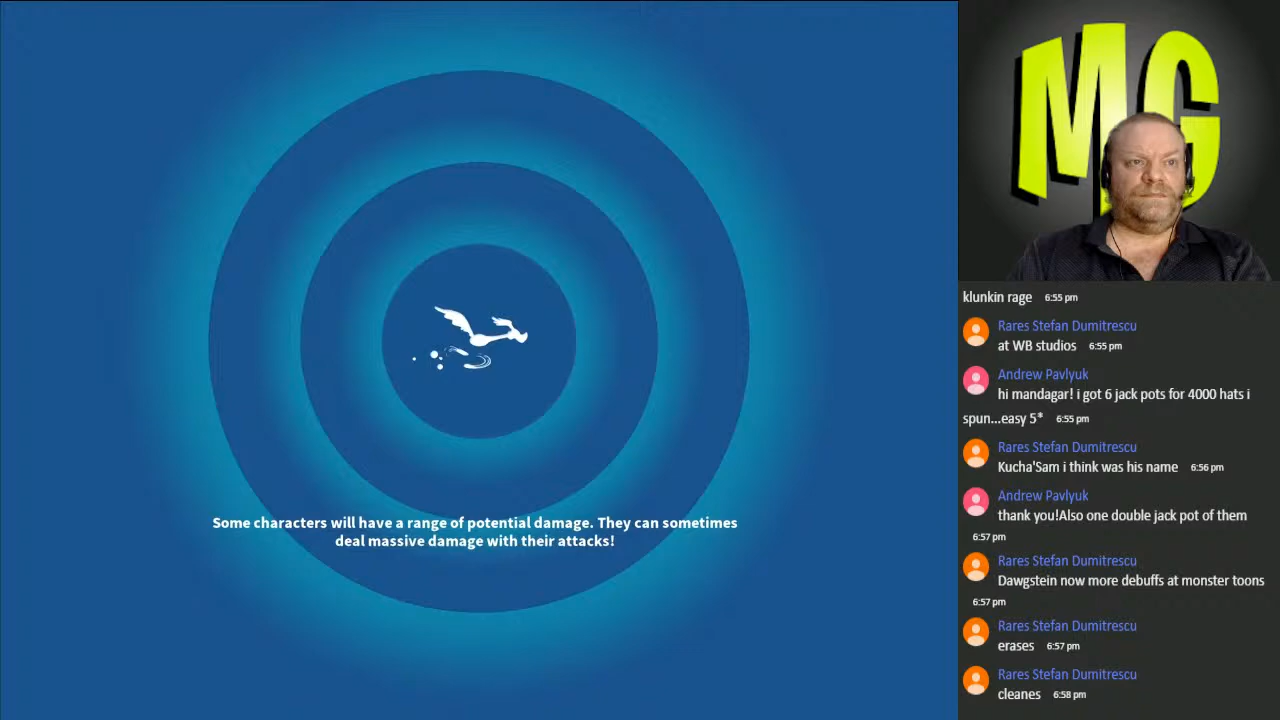 MG
Some characters will have a range of potential damage. They can sometimes
deal massive damage with their attacks!
klunkin rage 6:55 pm
Rares Stefan Dumitrescu
at WB studios 6:55 pm
Andrew Pavlyuk
hi mandagar! i got 6 jack pots for 4000 hats i
spun...easy 5* 6:55 pm
Rares Stefan Dumitrescu
Kucha'Sam i think was his name 6:56 pm
Andrew Pavlyuk
thank you!Also one double jack pot of them
6:57 pm
Rares Stefan Dumitrescu
Dawgstein now more debuffs at monster toons
6:57 pm
Rares Stefan Dumitrescu
erases 6:57 pm
Rares Stefan Dumitrescu
cleanes 6:58 pm